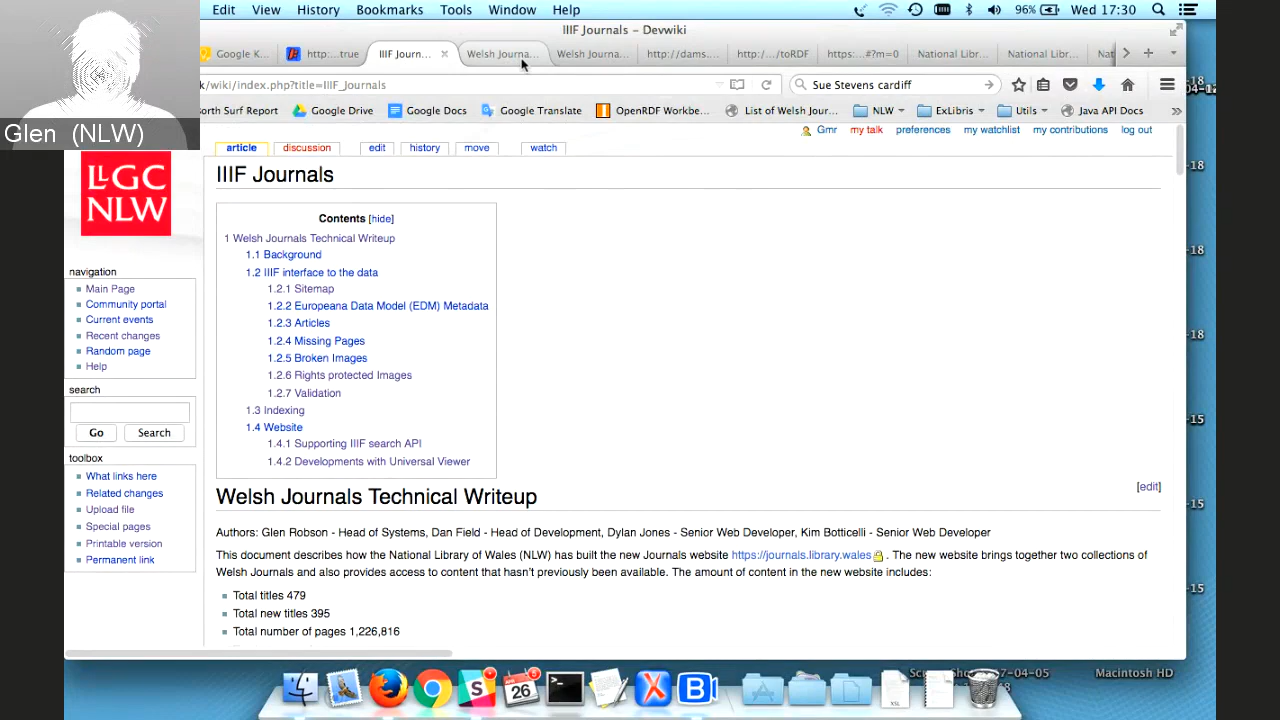 Edit View History Bookmarks Tools Window Help 96% Wed 17:30
Glen (NLW)
IIIF Journals – Devwiki
Google K... http:...true IIIF Journ... Welsh Journa... Welsh Journa... http://dams.... http:/.../toRDF https:...?m=0 National Libr... National Libr... Nat
k/wiki/index.php?title=IIIF_Journals Sue Stevens cardiff
orth Surf Report Google Drive Google Docs Google Translate OpenRDF Workbe... List of Welsh Jour... NLW ExLibris Utils Java API Docs
Gmr my talk preferences my watchlist my contributions log out
article discussion edit history move watch
LLGC
NLW
IIIF Journals
Contents [hide]
1 Welsh Journals Technical Writeup
1.1 Background
1.2 IIIF interface to the data
1.2.1 Sitemap
1.2.2 Europeana Data Model (EDM) Metadata
1.2.3 Articles
1.2.4 Missing Pages
1.2.5 Broken Images
1.2.6 Rights protected Images
1.2.7 Validation
1.3 Indexing
1.4 Website
1.4.1 Supporting IIIF search API
1.4.2 Developments with Universal Viewer
navigation
Main Page
Community portal
Current events
Recent changes
Random page
Help
search
Go Search
toolbox
What links here
Related changes
Upload file
Special pages
Printable version
Permanent link
Welsh Journals Technical Writeup
[edit]
Authors: Glen Robson - Head of Systems, Dan Field - Head of Development, Dylan Jones - Senior Web Developer, Kim Botticelli - Senior Web Developer
This document describes how the National Library of Wales (NLW) has built the new Journals website https://journals.library.wales . The new website brings together two collections of
Welsh Journals and also provides access to content that hasn't previously been available. The amount of content in the new website includes:
Total titles 479
Total new titles 395
Total number of pages 1,226,816
-18
-18
-18
-15
-15
-15
26
XSL
17-04-05
Macintosh HD